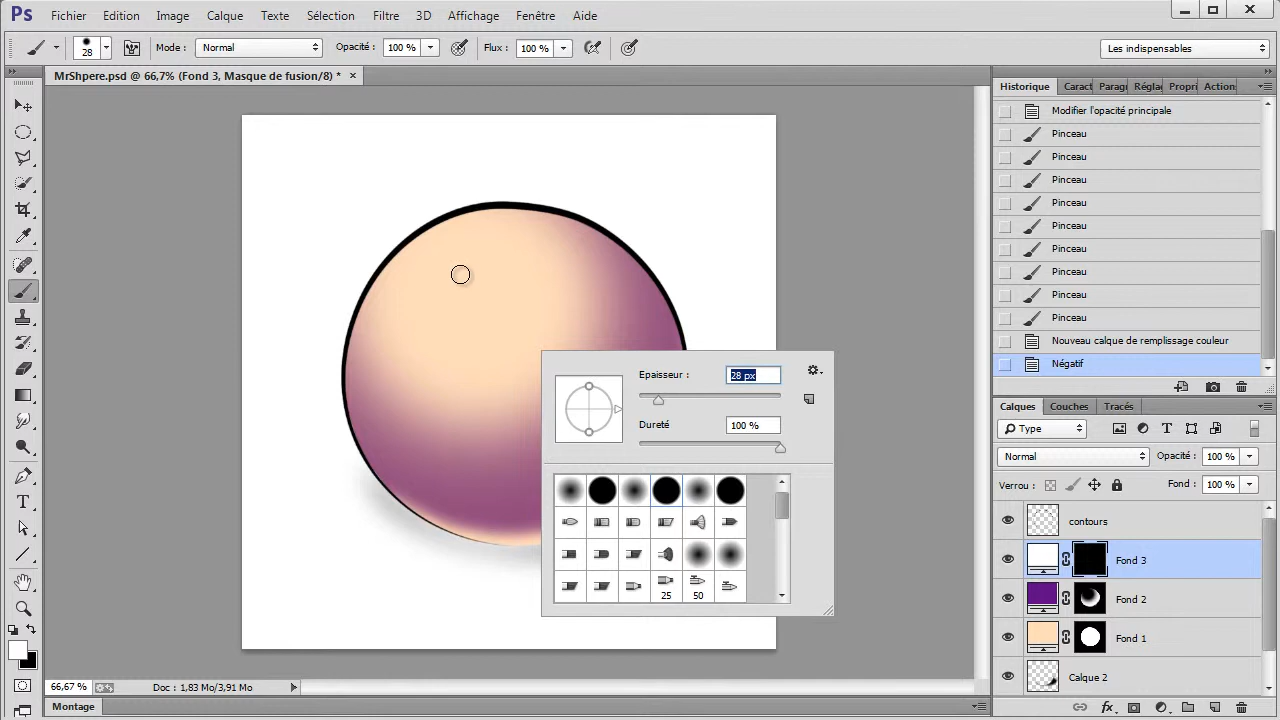 Ps Fichier Edition Image Calque Texte Sélection Filtre 3D Affichage Fenêtre Aide
28 Mode : Normal Opacité : 100 % Flux : 100 % Les indispensables
MrShpere.psd @ 66,7% (Fond 3, Masque de fusion/8) * ×
Historique Caract Paragı Régla Propri Action
Modifier l'opacité principale
Pinceau
Pinceau
Pinceau
Pinceau
Pinceau
Pinceau
Pinceau
Pinceau
Pinceau
Nouveau calque de remplissage couleur
Négatif
Epaisseur : 28 px
Dureté 100 %
25 50
Calques Couches Tracés
Type
Normal Opacité : 100 %
Verrou : Fond : 100 %
contours
Fond 3
Fond 2
Fond 1
Calque 2
66,67 % Doc : 1,83 Mo/3,91 Mo
Montage